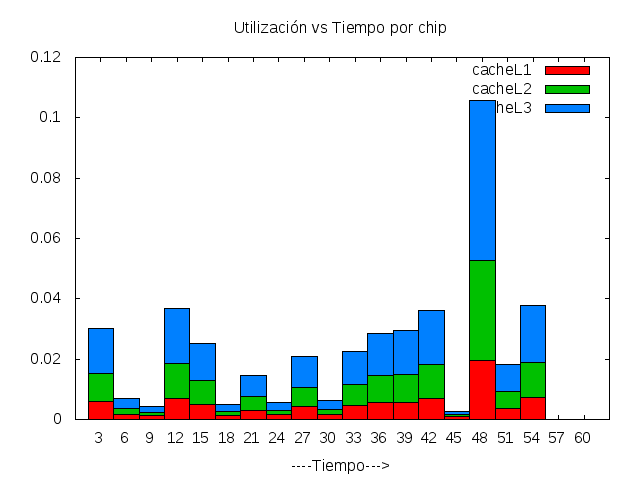 Utilización vs Tiempo por chip
0.12
0.1
0.08
0.06
0.04
0.02
0
cacheL1
cacheL2
cheL3
3 6 9 12 15 18 21 24 27 30 33 36 39 42 45 48 51 54 57 60
----Tiempo--->